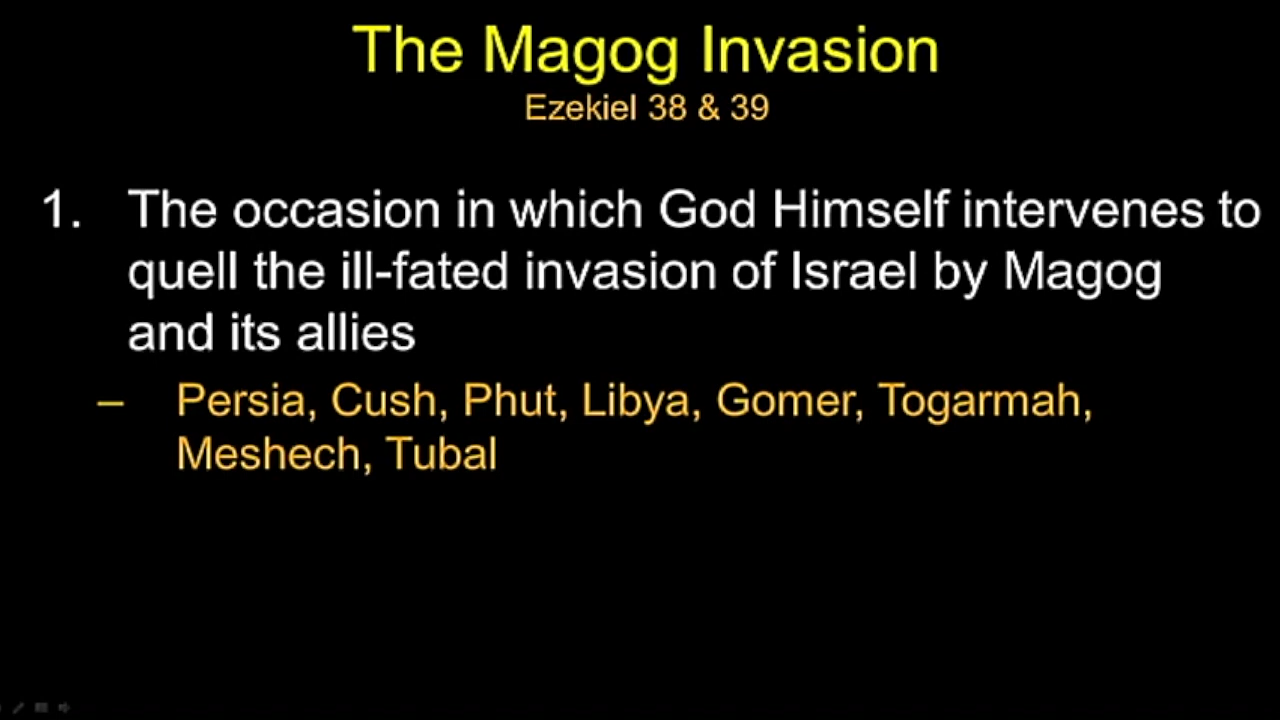 The Magog Invasion
Ezekiel 38 & 39
1. The occasion in which God Himself intervenes to
quell the ill-fated invasion of Israel by Magog
and its allies
– Persia, Cush, Phut, Libya, Gomer, Togarmah,
Meshech, Tubal